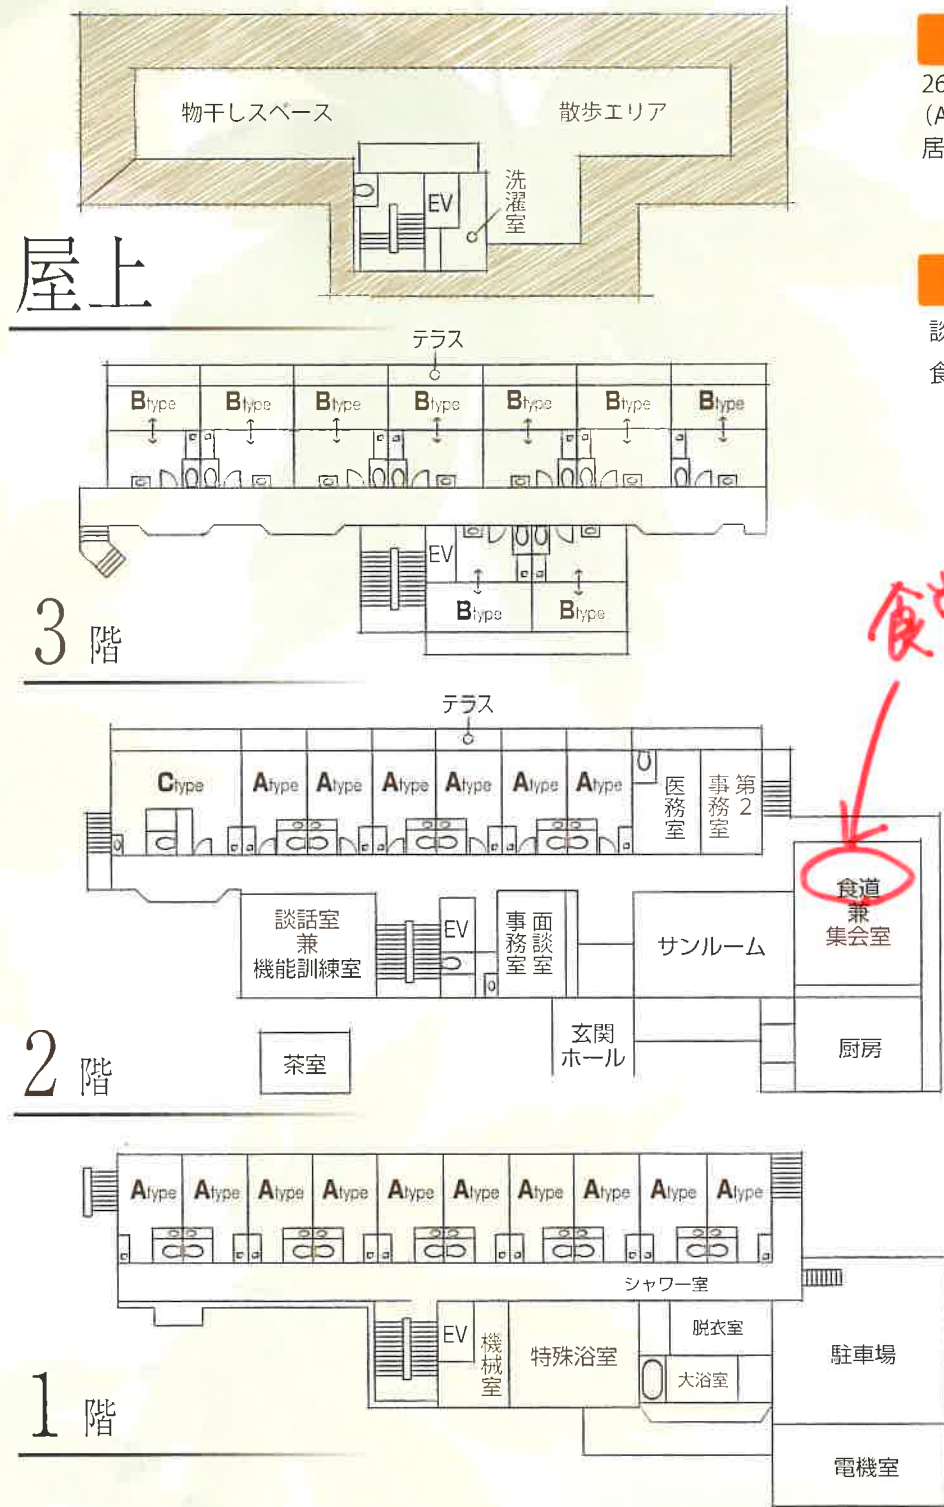 物干しスペース
散歩エリア
洗濯室
EV
屋上
26
(A
居
談
食
テラス
Btype Btype Btype Btype Btype Btype Btype
EV
Btype Btype
3階
食
テラス
Ctype Atype Atype Atype Atype Atype Atype
医務室
第2
事務室
食道
兼
集会室
談話室
兼
機能訓練室
EV
面談室
事務室
サンルーム
2階
茶室
玄関
ホール
厨房
Atype Atype Atype Atype Atype Atype Atype Atype Atype Atype
シャワー室
EV
機械室
特殊浴室
脱衣室
大浴室
駐車場
1階
電機室